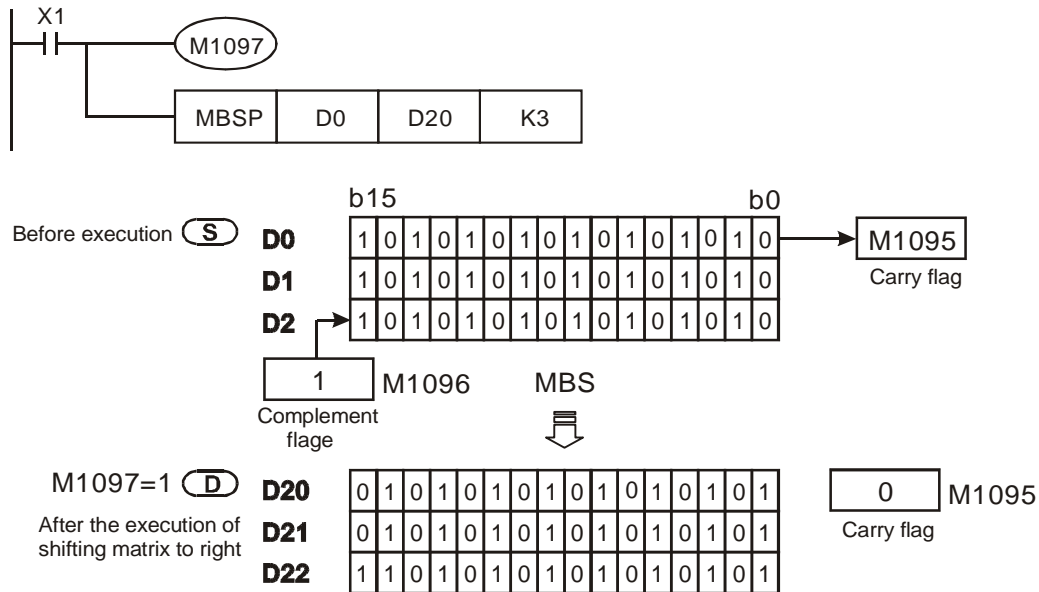 X1
M1097
MBSP D0 D20 K3
b15 b0
Before execution S D0 1 0 1 0 1 0 1 0 1 0 1 0 1 0 1 0 M1095
D1 1 0 1 0 1 0 1 0 1 0 1 0 1 0 1 0 Carry flag
D2 1 0 1 0 1 0 1 0 1 0 1 0 1 0 1 0
1 M1096 MBS
Complement
flage
M1097=1 D D20 0 1 0 1 0 1 0 1 0 1 0 1 0 1 0 1 0 M1095
After the execution of
shifting matrix to right
D21 0 1 0 1 0 1 0 1 0 1 0 1 0 1 0 1 Carry flag
D22 1 1 0 1 0 1 0 1 0 1 0 1 0 1 0 1